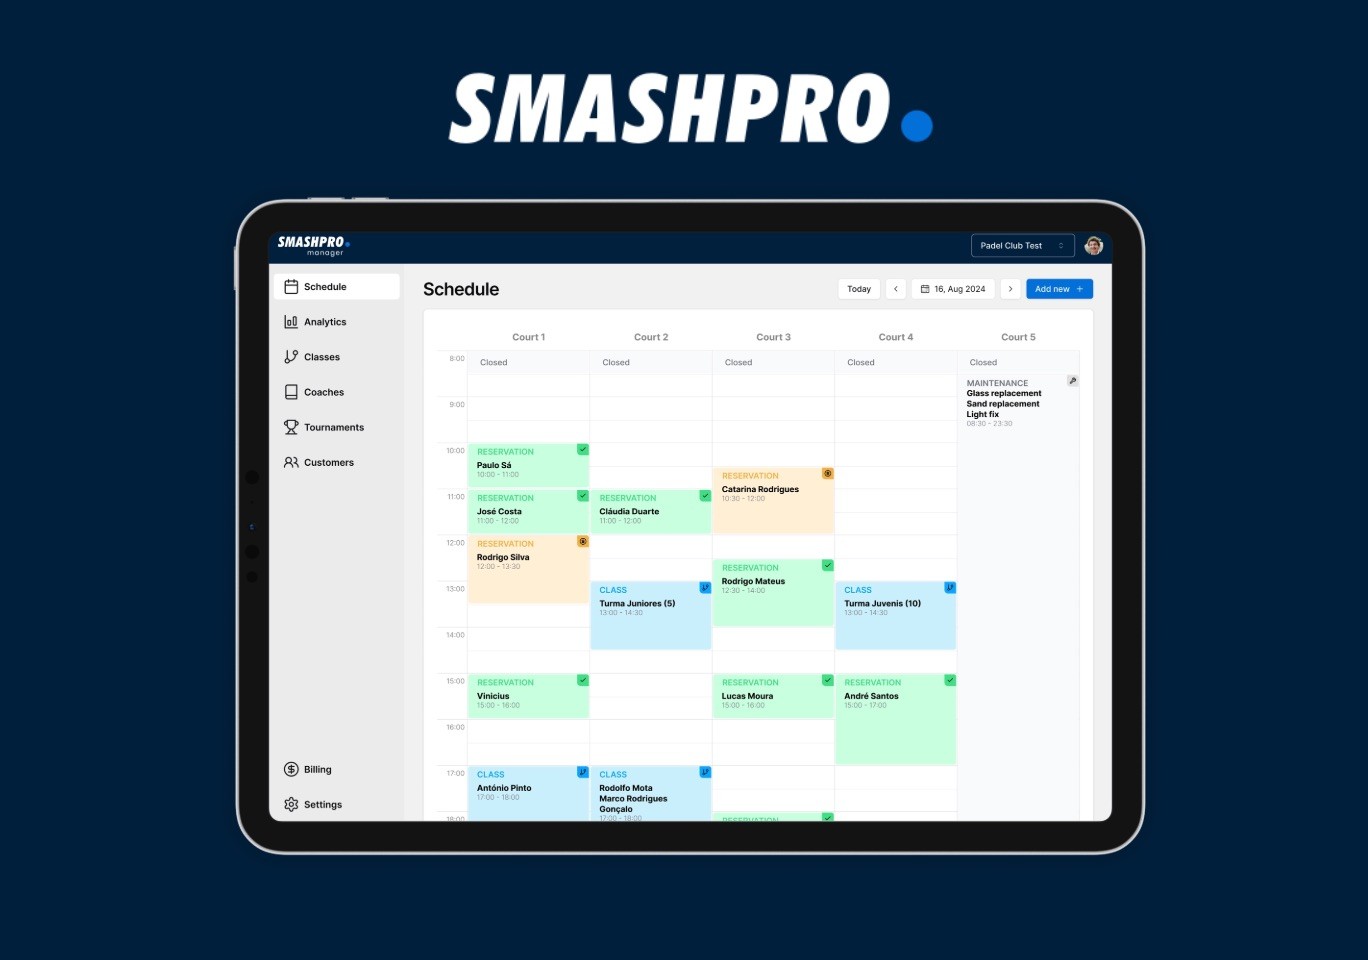 SMASHPRO.
SMASHPRO.
manager
Padel Club Test
Schedule
Analytics
Classes
Coaches
Tournaments
Customers
Billing
Settings
Schedule
Today
16, Aug 2024
Add new +
Court 1
Court 2
Court 3
Court 4
Court 5
8:00
Closed
Closed
Closed
Closed
Closed
MAINTENANCE
Glass replacement
Sand replacement
Light fix
08:30 - 23:30
9:00
10:00
RESERVATION
Paulo Sá
10:00 - 11:00
RESERVATION
Catarina Rodrigues
10:30 - 12:00
11:00
RESERVATION
José Costa
11:00 - 12:00
RESERVATION
Cláudia Duarte
11:00 - 12:00
12:00
RESERVATION
Rodrigo Silva
12:00 - 13:30
RESERVATION
Rodrigo Mateus
12:30 - 14:00
13:00
CLASS
Turma Juniores (5)
13:00 - 14:30
CLASS
Turma Juvenis (10)
13:00 - 14:30
14:00
15:00
RESERVATION
Vinicius
15:00 - 16:00
RESERVATION
Lucas Moura
15:00 - 16:00
RESERVATION
André Santos
15:00 - 17:00
16:00
17:00
CLASS
António Pinto
17:00 - 18:00
CLASS
Rodolfo Mota
Marco Rodrigues
Gonçalo
17:00 - 18:00
18:00
RESERVATION